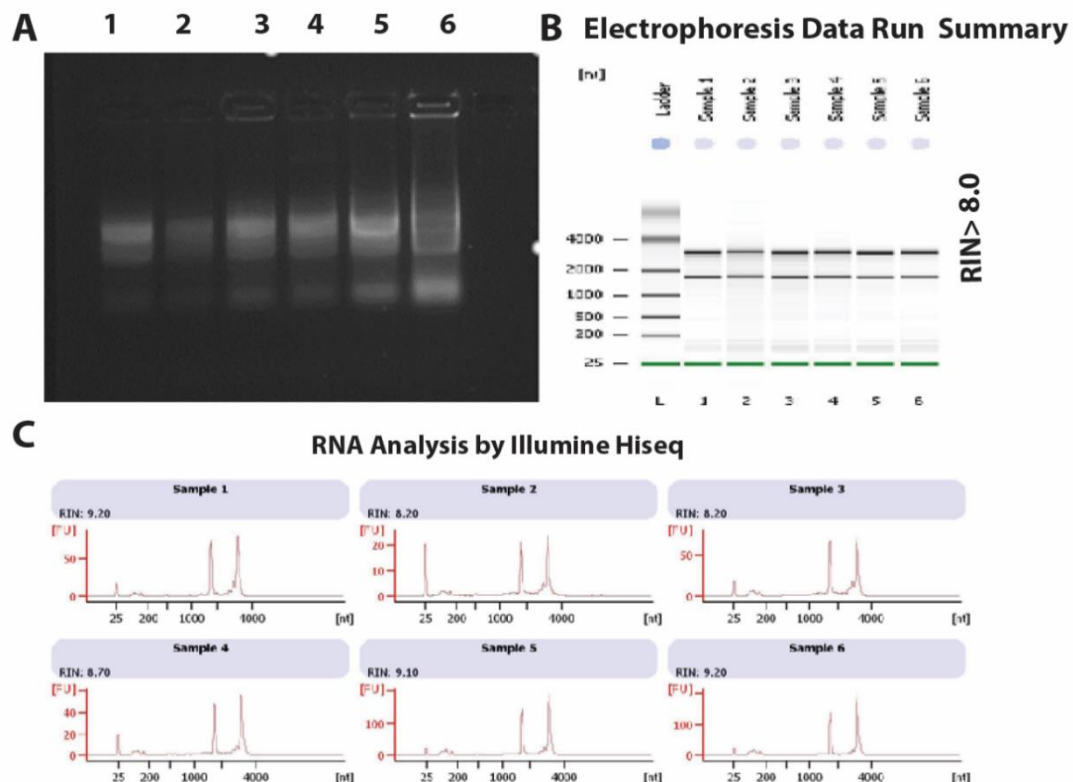 A
1 2 3 4 5 6
B Electrophoresis Data Run Summary
[nt]
Ladder
Sample 1
Sample 2
Sample 3
Sample 4
Sample 5
Sample 6
4000
2000
1000
500
200
25
L 1 2 3 4 5 6
RIN> 8.0
C
RNA Analysis by Illumine Hiseq
Sample 1
RIN: 9.20
[FU]
50
0
25 200 1000 4000 [nt]
Sample 2
RIN: 8.20
[FU]
20
10
0
25 200 1000 4000 [nt]
Sample 3
RIN: 8.20
[FU]
50
0
25 200 1000 4000 [nt]
Sample 4
RIN: 8.70
[FU]
40
20
0
25 200 1000 4000 [nt]
Sample 5
RIN: 9.10
[FU]
100
0
25 200 1000 4000 [nt]
Sample 6
RIN: 9.20
[FU]
100
0
25 200 1000 4000 [nt]